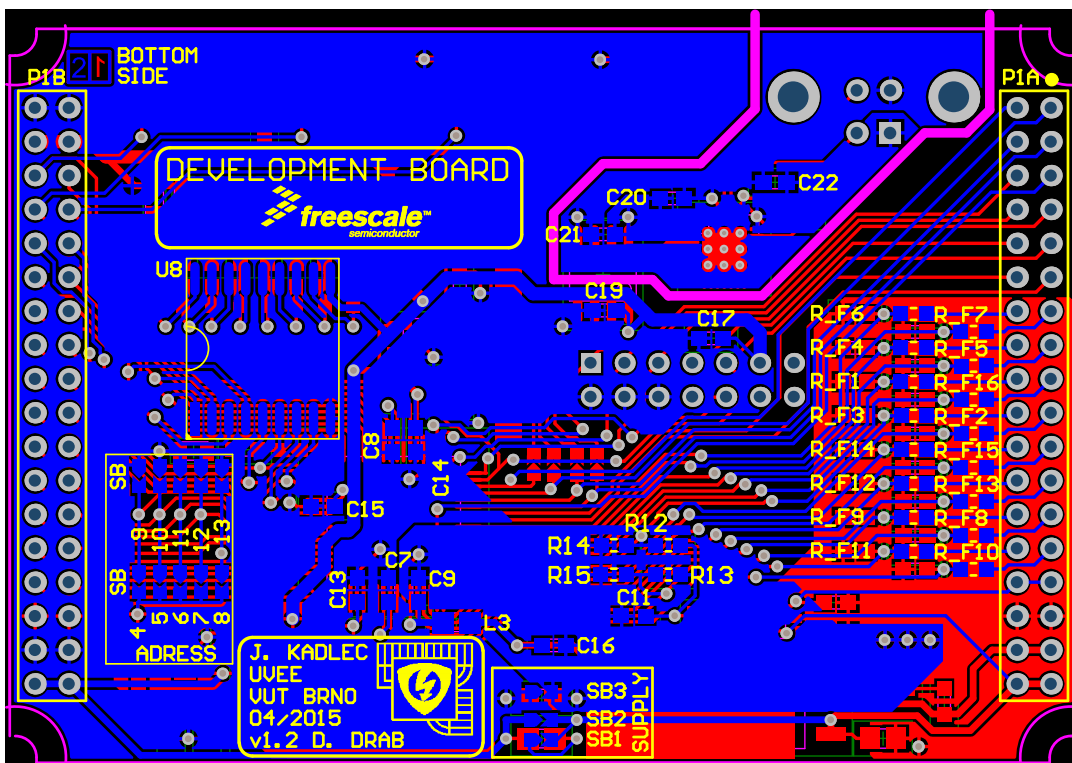 BOTTOM
SIDE
21
P1B
P1A
DEVELOPMENT BOARD
freescale™
semiconductor
C20
C22
C21
U8
C19
C17
R_F6
R_F7
R_F4
R_F5
R_F1
R_F16
R_F3
R_F2
C8
R_F14
R_F15
C14
SB
R_F12
R_F13
C15
R_F9
R_F8
9
10
11
12
13
R12
R14
R_F11
R_F10
C7
R15
R13
SB
C13
C9
C11
4
5
6
7
8
L3
ADRESS
C16
J. KADLEC
UVEE
VUT BRNO
04/2015
v1.2 D. DRAB
SB3
SB2
SB1
SUPPLY